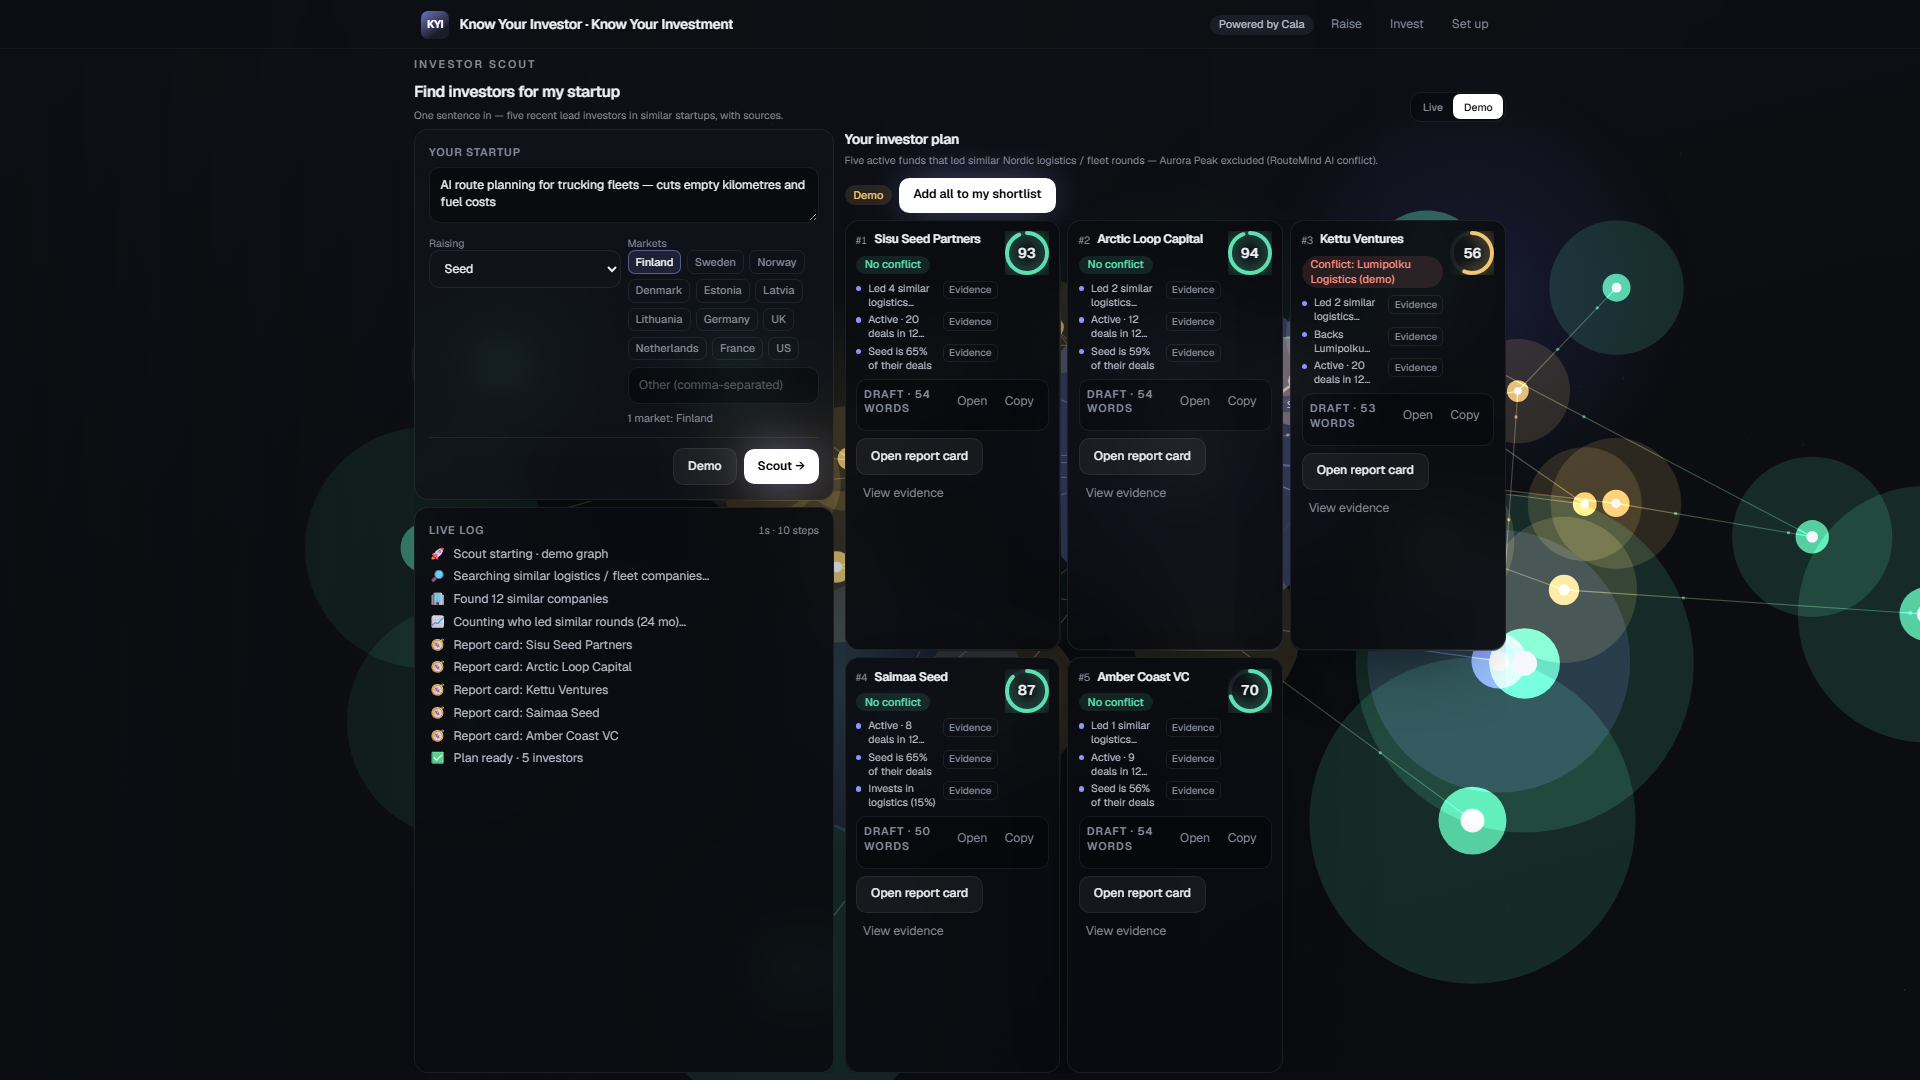 KYI Know Your Investor · Know Your Investment
Powered by Cala Raise Invest Set up
INVESTOR SCOUT
Find investors for my startup
One sentence in — five recent lead investors in similar startups, with sources.
Live Demo
YOUR STARTUP
AI route planning for trucking fleets — cuts empty kilometres and
fuel costs
Raising
Seed
Markets
Finland Sweden Norway
Denmark Estonia Latvia
Lithuania Germany UK
Netherlands France US
Other (comma-separated)
1 market: Finland
Demo Scout →
LIVE LOG 1s · 10 steps
🚀 Scout starting · demo graph
🔎 Searching similar logistics / fleet companies…
🏢 Found 12 similar companies
📈 Counting who led similar rounds (24 mo)…
🧭 Report card: Sisu Seed Partners
🧭 Report card: Arctic Loop Capital
🧭 Report card: Kettu Ventures
🧭 Report card: Saimaa Seed
🧭 Report card: Amber Coast VC
✅ Plan ready · 5 investors
Your investor plan
Five active funds that led similar Nordic logistics / fleet rounds — Aurora Peak excluded (RouteMind AI conflict).
Demo Add all to my shortlist
#1 Sisu Seed Partners 93
No conflict
Led 4 similar
logistics… Evidence
Active · 20
deals in 12… Evidence
Seed is 65%
of their deals Evidence
DRAFT · 54
WORDS Open Copy
Open report card
View evidence
#2 Arctic Loop Capital 94
No conflict
Led 2 similar
logistics… Evidence
Active · 12
deals in 12… Evidence
Seed is 59%
of their deals Evidence
DRAFT · 54
WORDS Open Copy
Open report card
View evidence
#3 Kettu Ventures 56
Conflict: Lumipolku
Logistics (demo)
Led 2 similar
logistics… Evidence
Backs
Lumipolku… Evidence
Active · 20
deals in 12… Evidence
DRAFT · 53
WORDS Open Copy
Open report card
View evidence
#4 Saimaa Seed 87
No conflict
Active · 8
deals in 12… Evidence
Seed is 65%
of their deals Evidence
Invests in
logistics (15%) Evidence
DRAFT · 50
WORDS Open Copy
Open report card
View evidence
#5 Amber Coast VC 70
No conflict
Led 1 similar
logistics… Evidence
Active · 9
deals in 12… Evidence
Seed is 56%
of their deals Evidence
DRAFT · 54
WORDS Open Copy
Open report card
View evidence